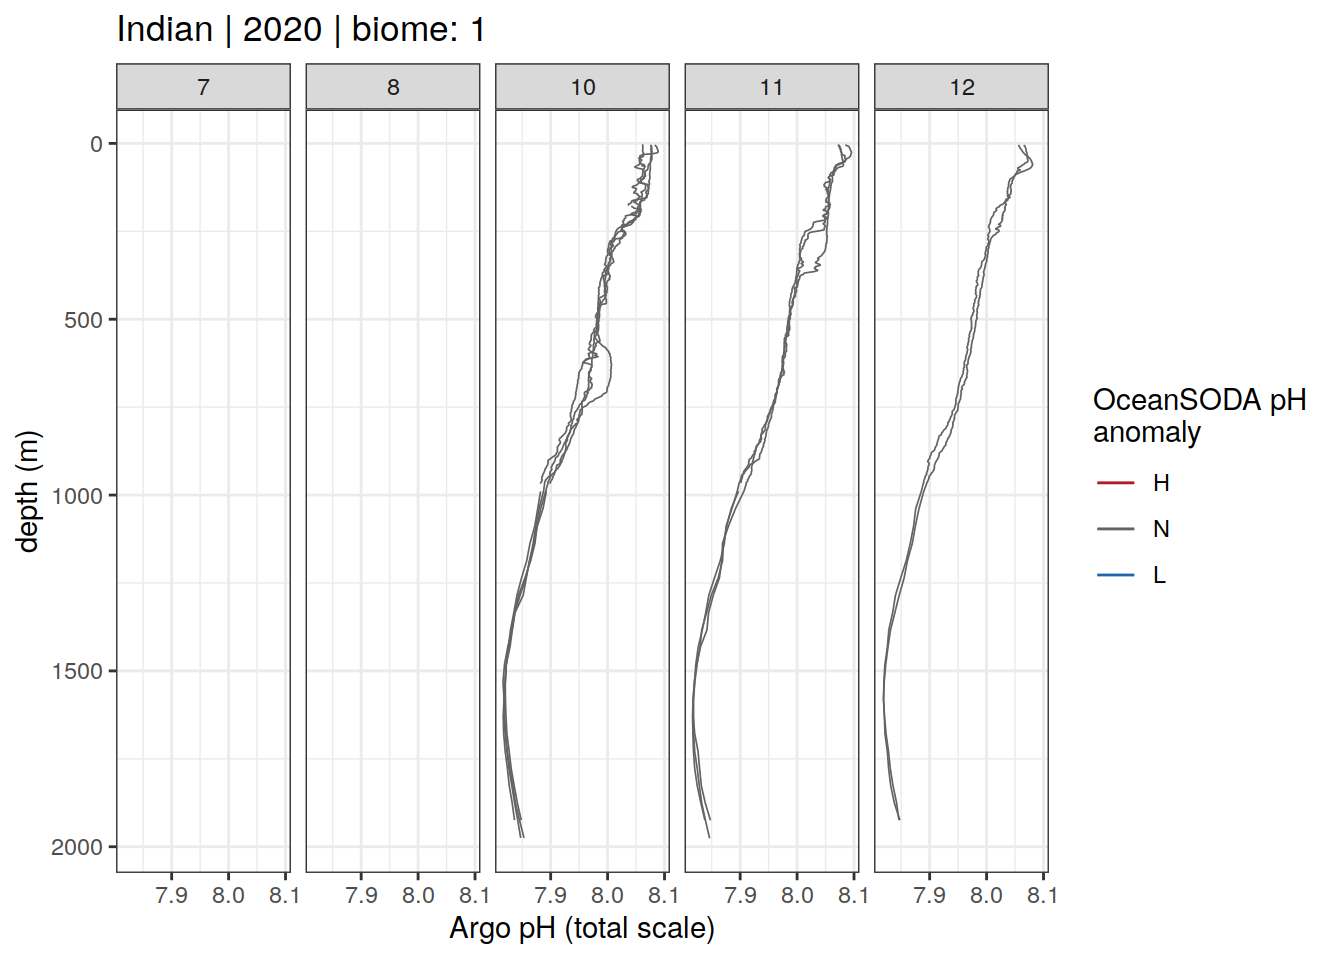 Indian | 2020 | biome: 1
7 8 10 11 12
0
500
1000
1500
2000
depth (m)
7.9 8.0 8.1 7.9 8.0 8.1 7.9 8.0 8.1 7.9 8.0 8.1 7.9 8.0 8.1
Argo pH (total scale)
OceanSODA pH
anomaly
H
N
L